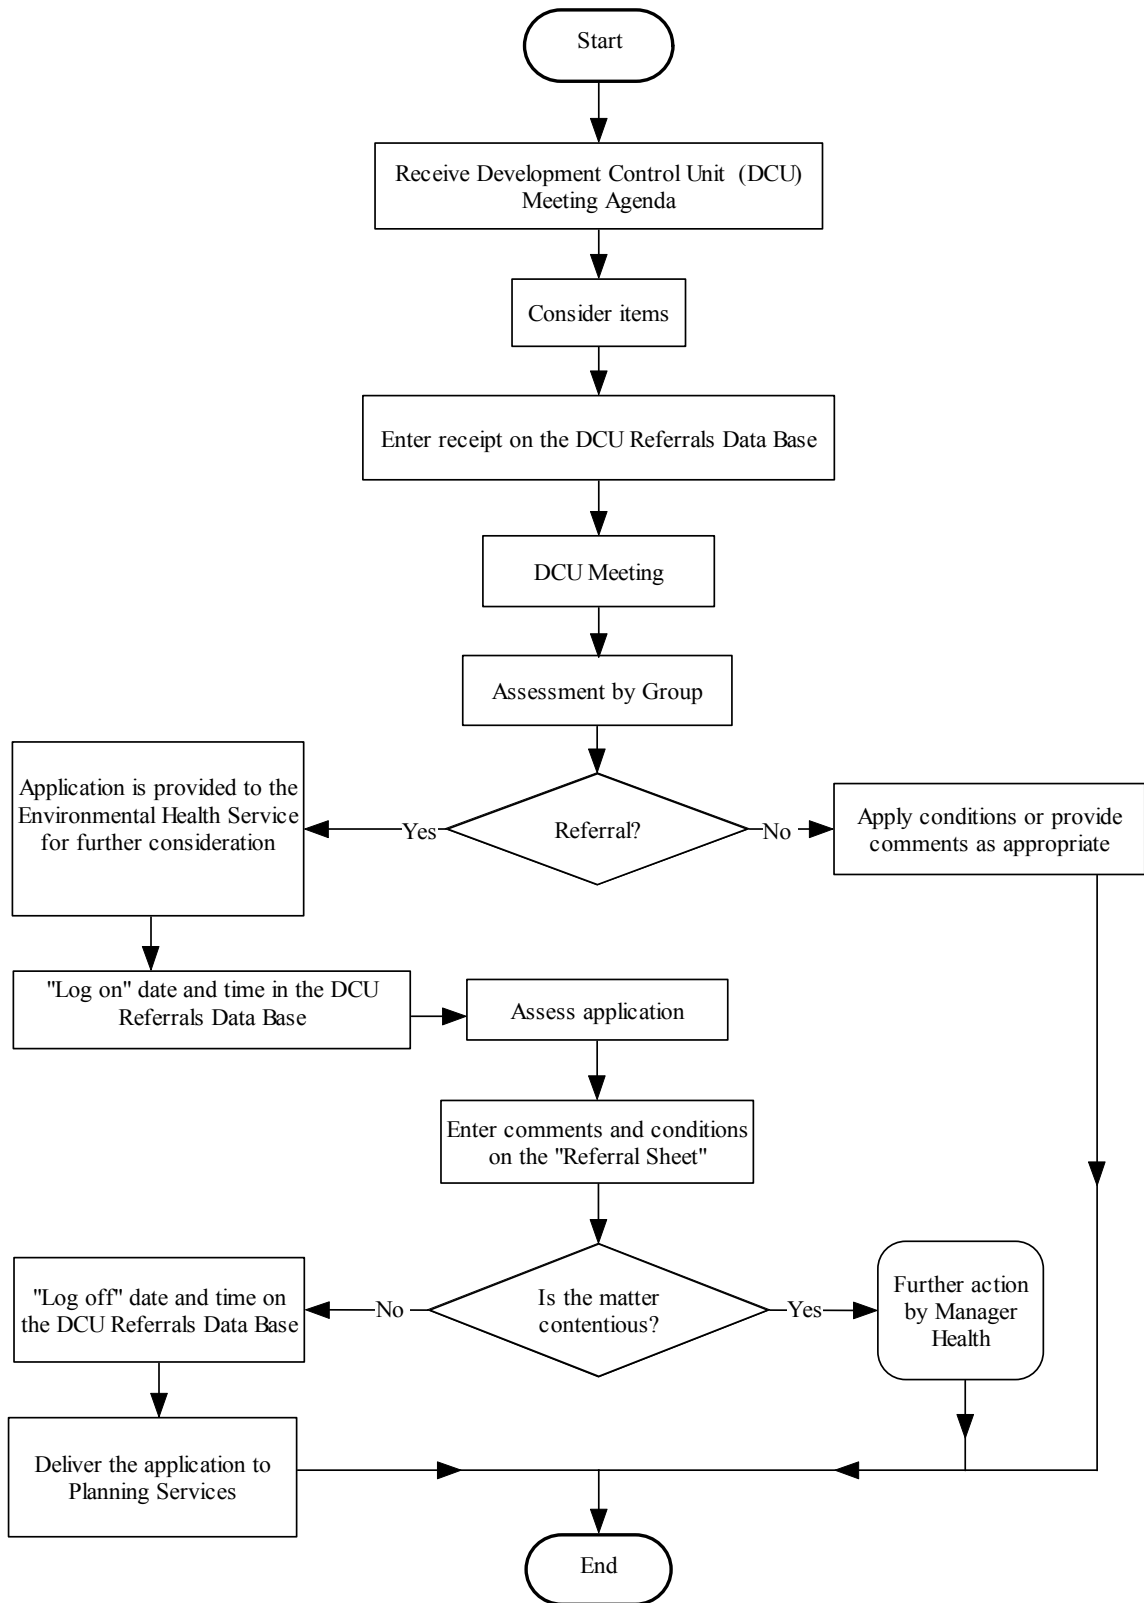 Start
Receive Development Control Unit (DCU)
Meeting Agenda
Consider items
Enter receipt on the DCU Referrals Data Base
DCU Meeting
Assessment by Group
Application is provided to the
Environmental Health Service
for further consideration
Yes
Referral?
No
Apply conditions or provide
comments as appropriate
"Log on" date and time in the DCU
Referrals Data Base
Assess application
Enter comments and conditions
on the "Referral Sheet"
"Log off" date and time on
the DCU Referrals Data Base
No
Is the matter
contentious?
Yes
Further action
by Manager
Health
Deliver the application to
Planning Services
End